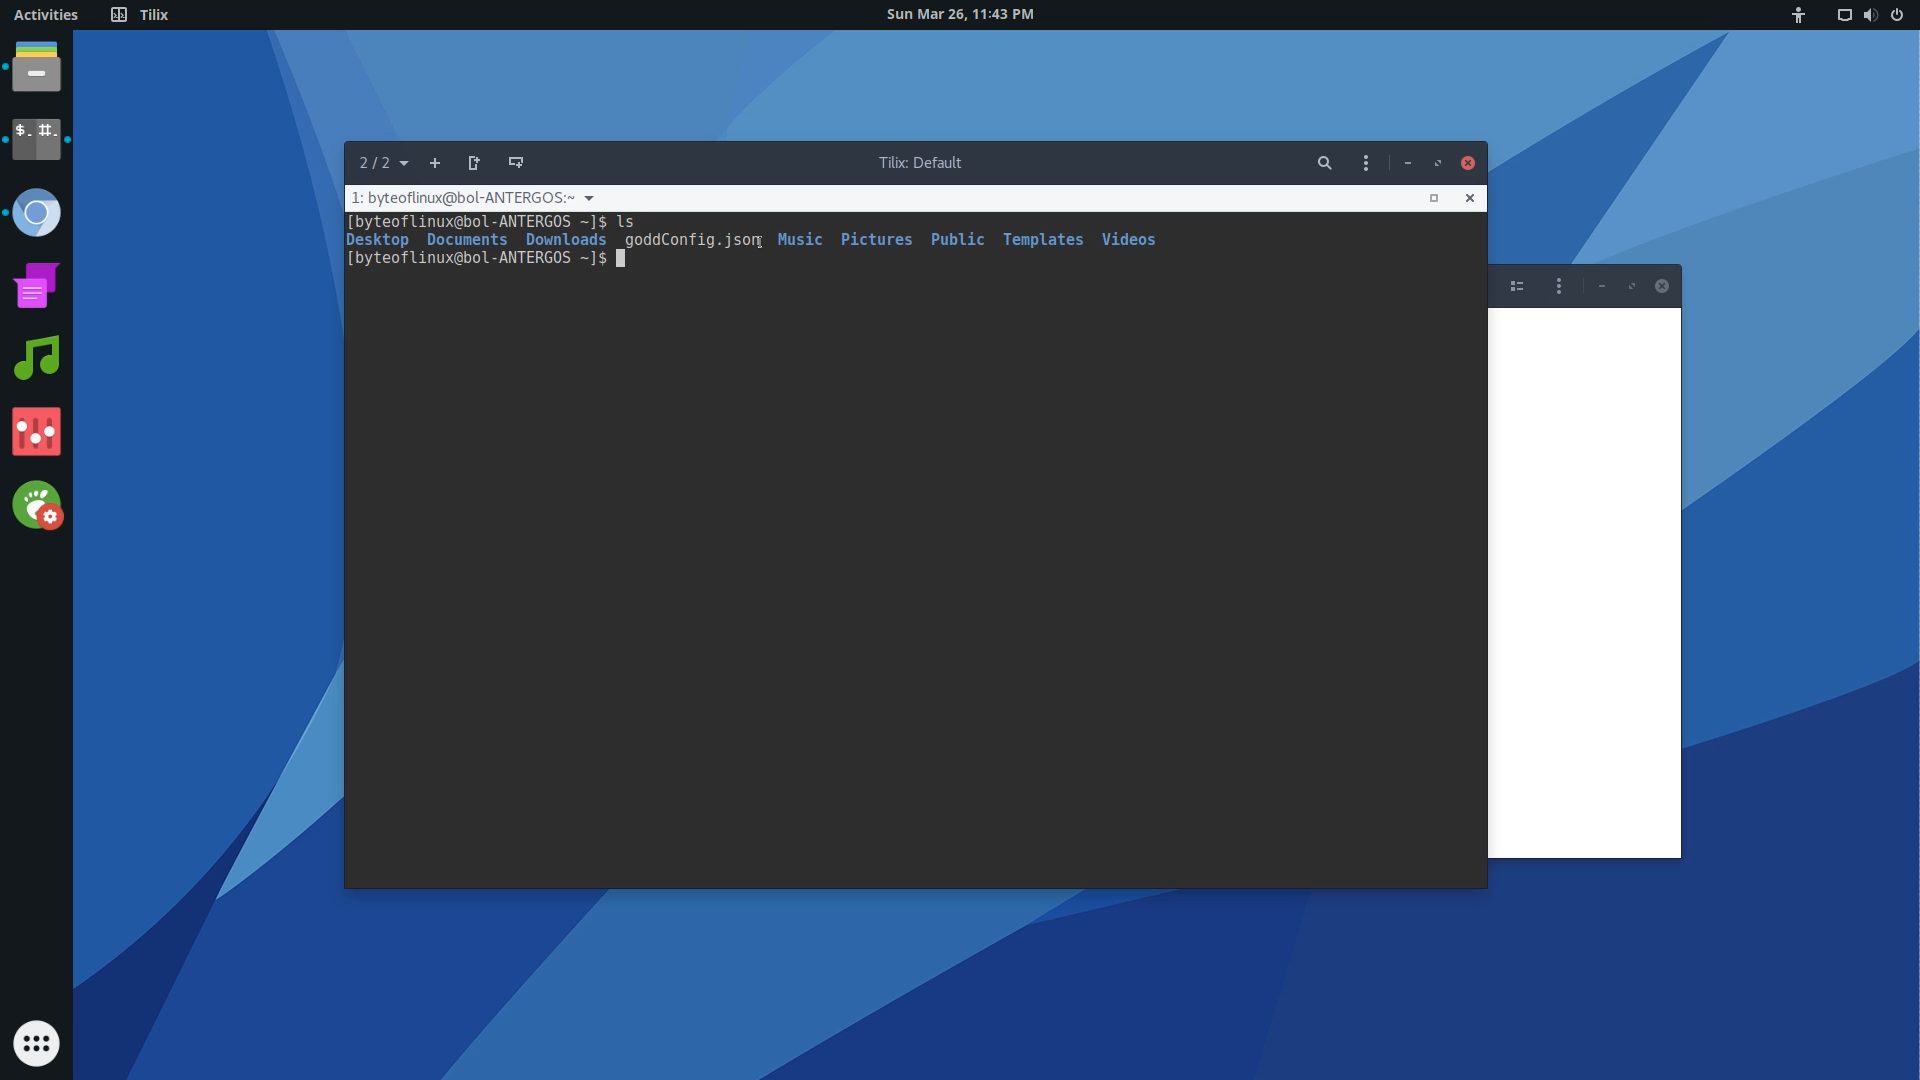 Activities
Tilix
Sun Mar 26, 11:43 PM
$_ #_
2 / 2
Tilix: Default
1: byteoflinux@bol-ANTERGOS:~
[byteoflinux@bol-ANTERGOS ~]$ ls
Desktop Documents Downloads goddConfig.json Music Pictures Public Templates Videos
[byteoflinux@bol-ANTERGOS ~]$